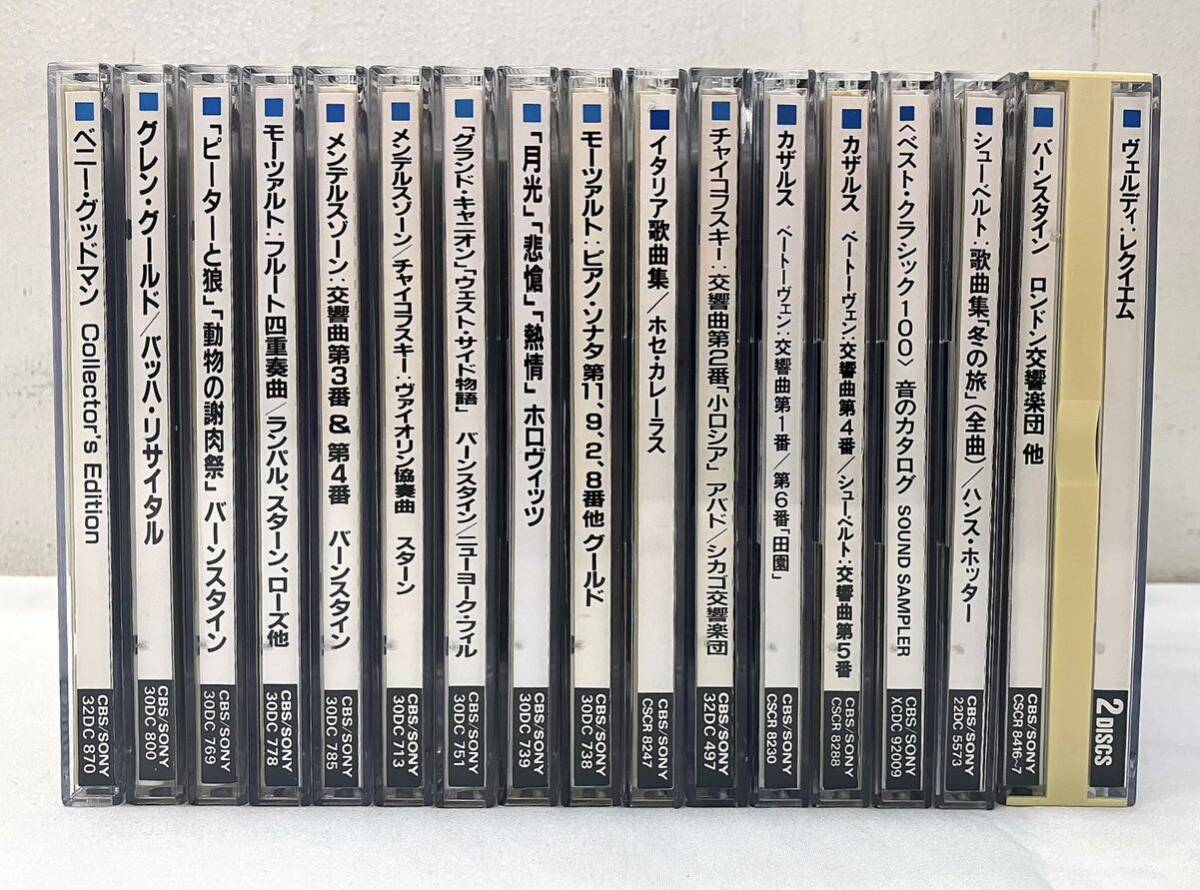 ベニー・グッドマン Collector's Edition
CBS/SONY
32DC 870
グレン・グールド/バッハ・リサイタル
CBS/SONY
30DC 800
「ピーターと狼」「動物の謝肉祭」 バーンスタイン
CBS/SONY
30DC 769
モーツァルト:フルート四重奏曲/ランパル、スターン、ローズ他
CBS/SONY
30DC 778
メンデルスゾーン:交響曲第3番 & 第4番 バーンスタイン
CBS/SONY
30DC 785
メンデルスゾーン/チャイコフスキー:ヴァイオリン協奏曲 スターン
CBS/SONY
30DC 713
「グランド・キャニオン」「ウェスト・サイド物語」 バーンスタイン/ニューヨーク・フィル
CBS/SONY
30DC 751
「月光」「悲愴」「熱情」 ホロヴィッツ
CBS/SONY
30DC 739
モーツァルト:ピアノ・ソナタ 第11、9、2、8番他 グールド
CBS/SONY
30DC 738
イタリア歌曲集/ホセ・カレーラス
CBS/SONY
CSCR 8247
チャイコフスキー:交響曲第2番「小ロシア」 アバド/シカゴ交響楽団
CBS/SONY
32DC 497
カザルス ベートーヴェン:交響曲第1番/第6番「田園」
CBS/SONY
CSCR 8230
カザルス ベートーヴェン:交響曲第4番/シューベルト:交響曲第5番
CBS/SONY
CSCR 8288
〈ベスト・クラシック100〉 音のカタログ SOUND SAMPLER
CBS/SONY
XCDC 92009
シューベルト:歌曲集「冬の旅」(全曲)/ハンス・ホッター
CBS/SONY
22DC 5573
バーンスタイン ロンドン交響楽団 他
CBS/SONY
CSCR 8416~7
ヴェルディ:レクイエム
2 DISCS